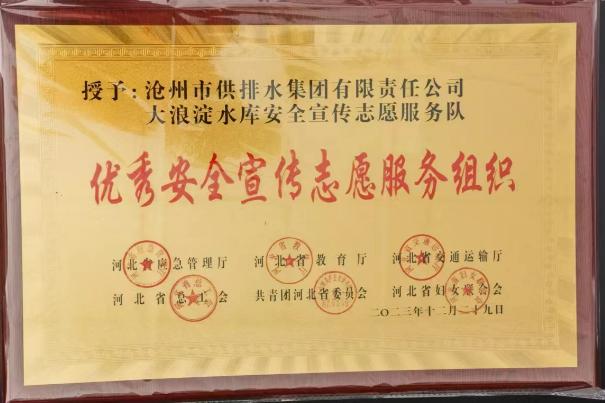 授予：沧州市供排水集团有限责任公司
大浪淀水库安全宣传志愿服务队
优秀安全宣传志愿服务组织
河北省应急管理厅 河北省教育厅 河北省交通运输厅
河北省总工会 共青团河北省委员会 河北省妇女联合会
二〇二三年十二月二十九日